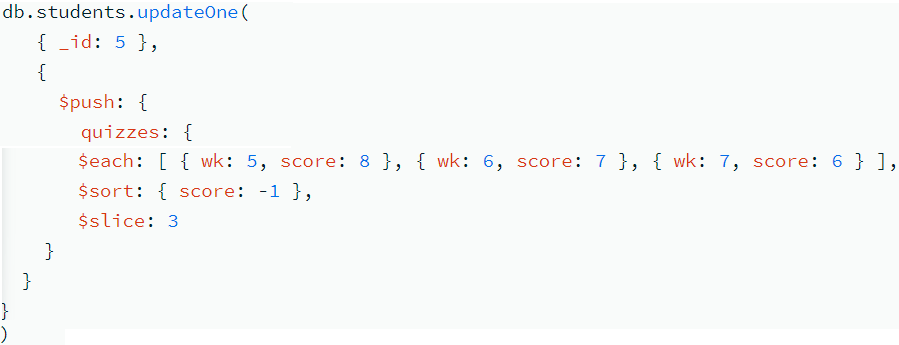 db.students.updateOne(
{ _id: 5 },
{
$push: {
quizzes: {
$each: [ { wk: 5, score: 8 }, { wk: 6, score: 7 }, { wk: 7, score: 6 } ],
$sort: { score: -1 },
$slice: 3
}
}
}
)